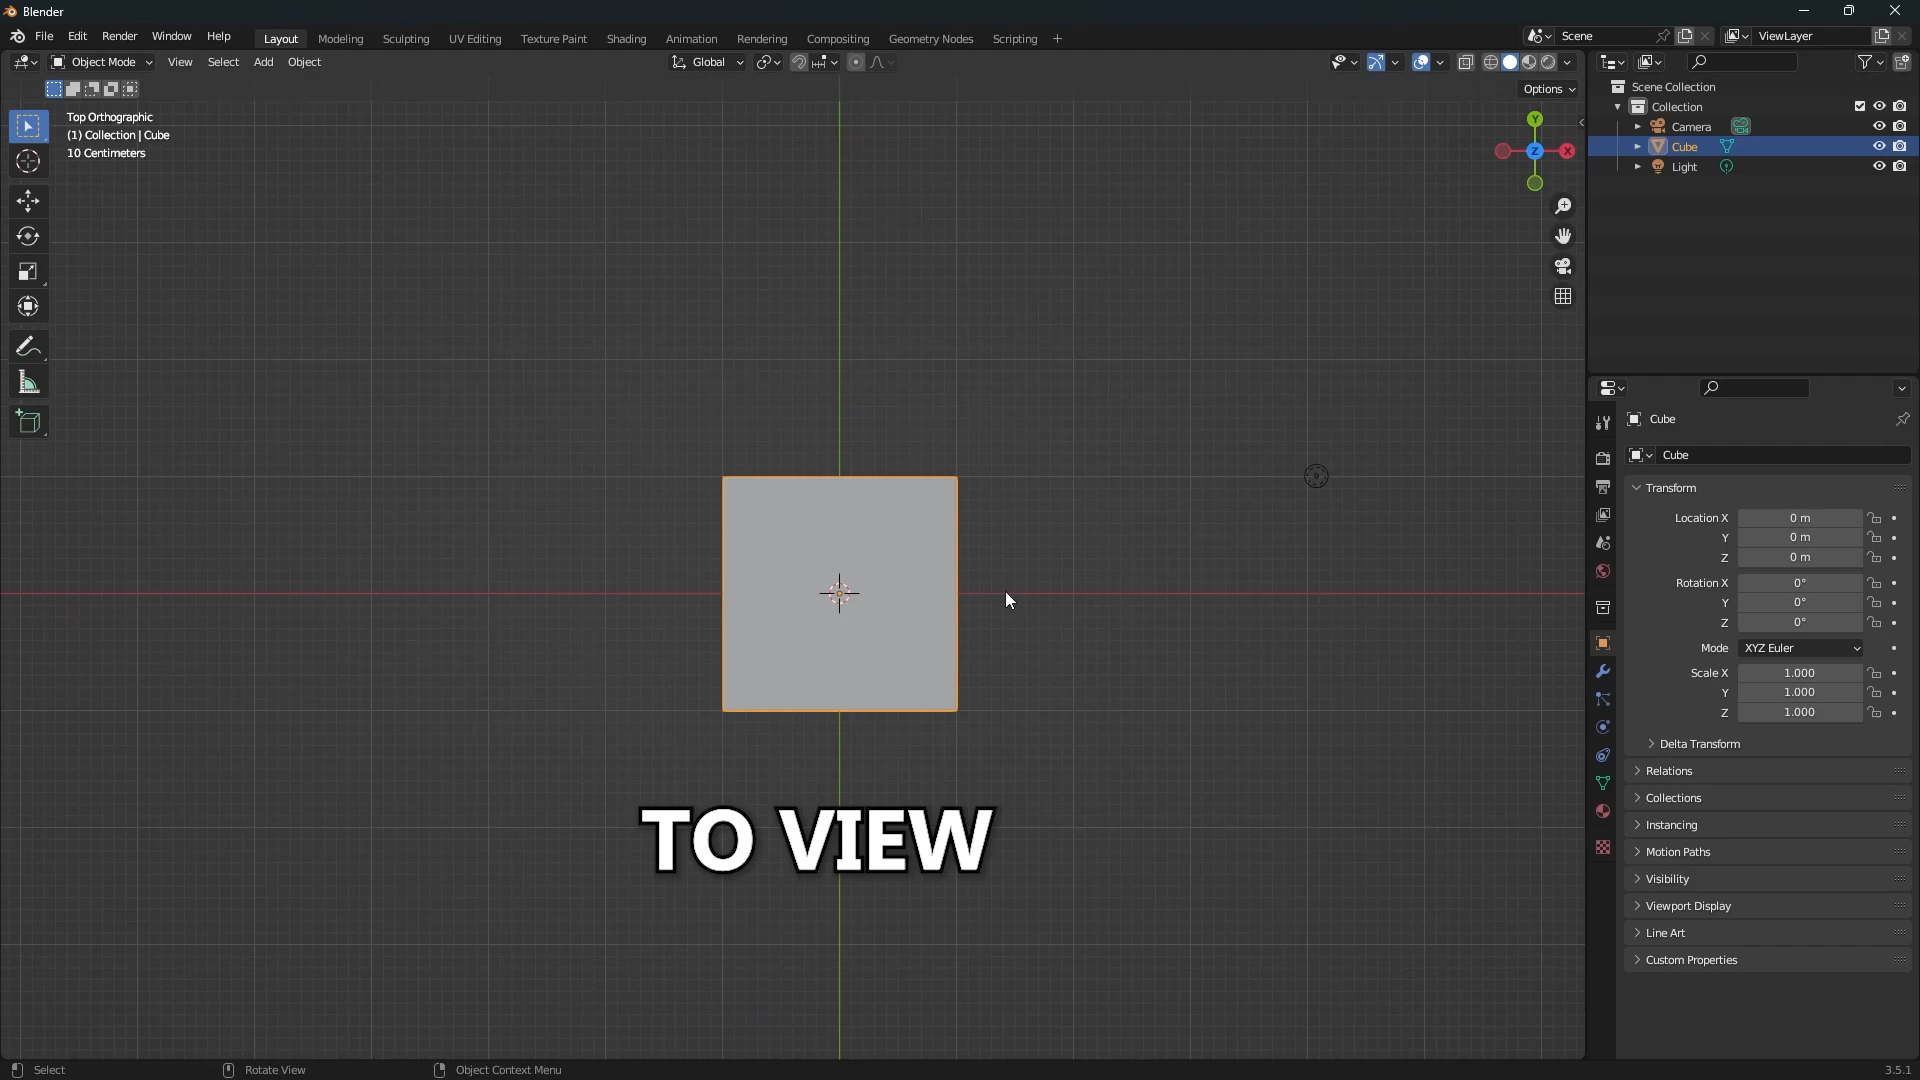 Blender
File Edit Render Window Help Layout Modeling Sculpting UV Editing Texture Paint Shading Animation Rendering Compositing Geometry Nodes Scripting + Scene ViewLayer
Object Mode View Select Add Object Global
Options
Top Orthographic
(1) Collection | Cube
10 Centimeters
Y
X
Z
Scene Collection
Collection
Camera
Cube
Light
Cube
Cube
Transform
Location X 0 m
Y 0 m
Z 0 m
Rotation X 0°
Y 0°
Z 0°
Mode XYZ Euler
Scale X 1.000
Y 1.000
Z 1.000
Delta Transform
Relations
Collections
Instancing
Motion Paths
Visibility
Viewport Display
Line Art
Custom Properties
TO VIEW
Select Rotate View Object Context Menu 3.5.1